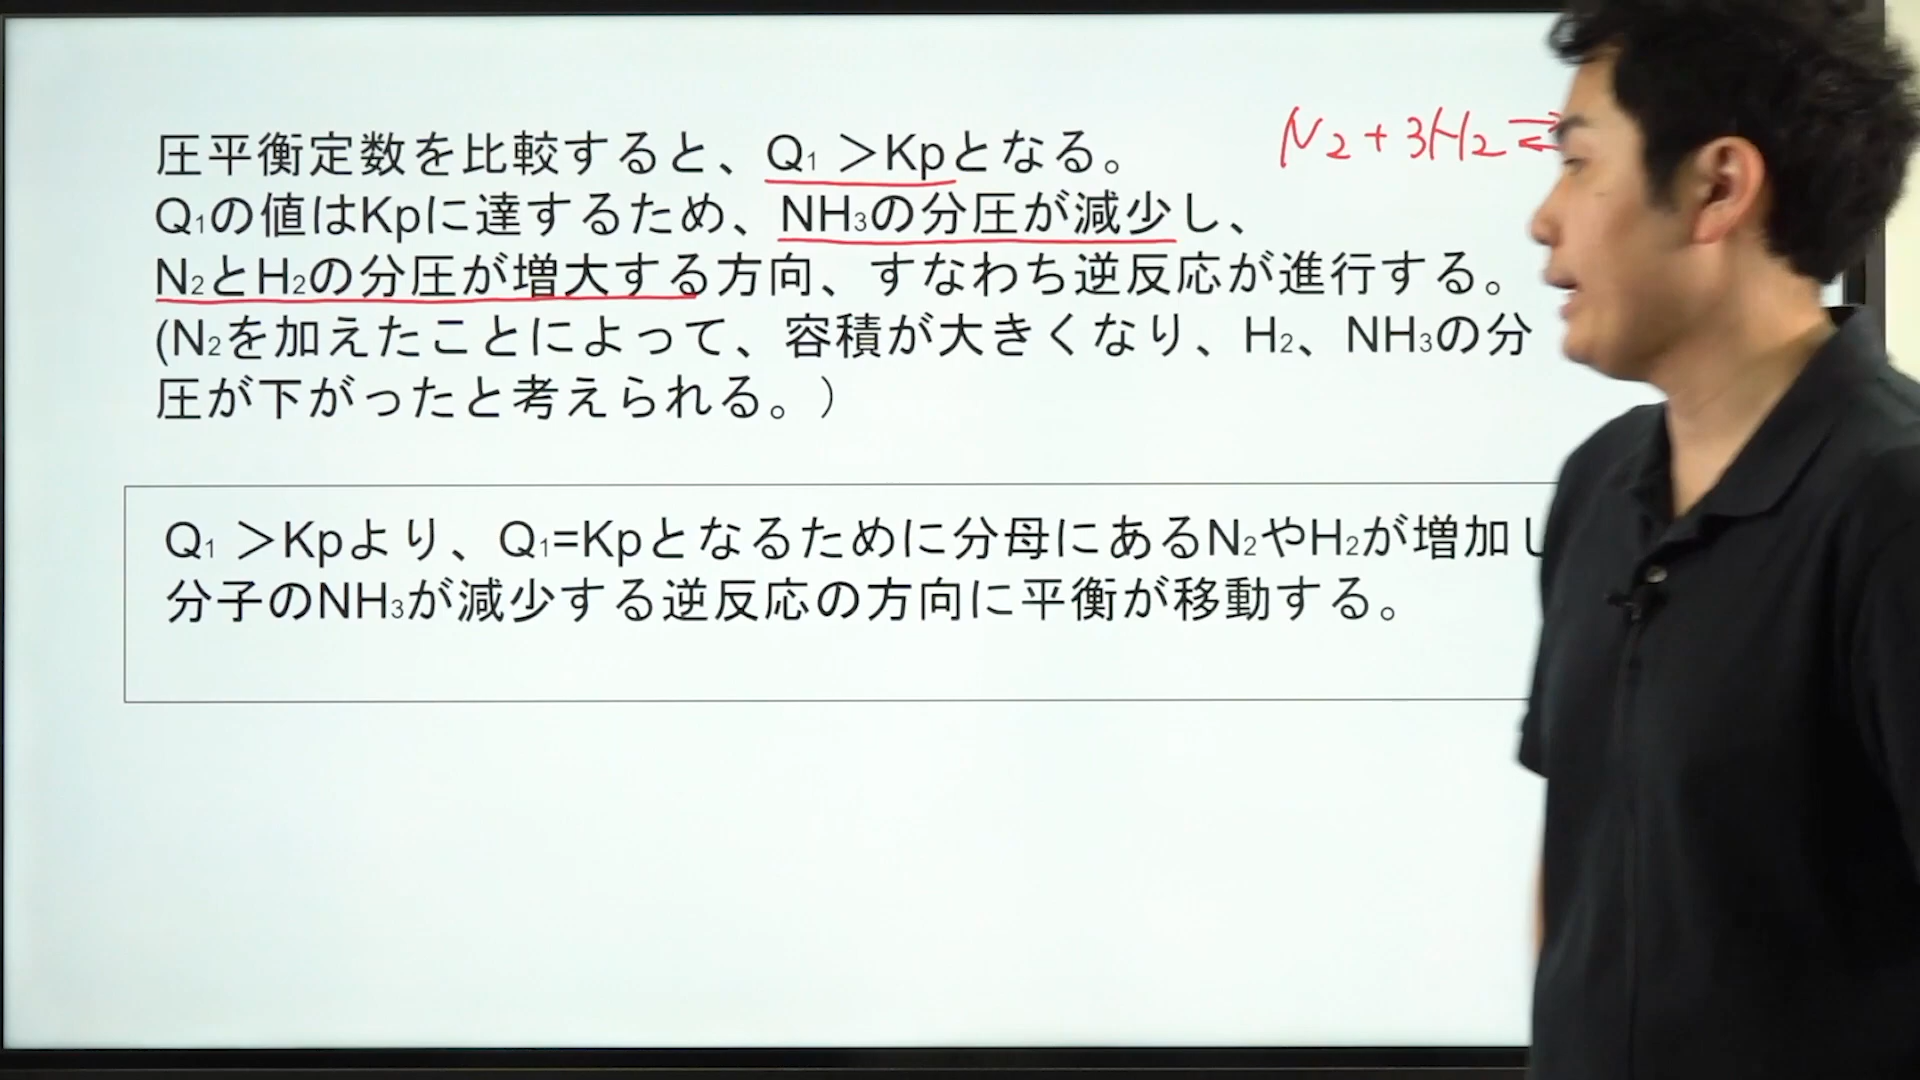 圧平衡定数を比較すると、Q₁ ＞Kpとなる。
N₂ + 3H₂ ⇄
Q₁の値はKpに達するため、NH₃の分圧が減少し、
N₂とH₂の分圧が増大する方向、すなわち逆反応が進行する。
(N₂を加えたことによって、容積が大きくなり、H₂、NH₃の分
圧が下がったと考えられる。）
Q₁ ＞Kpより、Q₁=Kpとなるために分母にあるN₂やH₂が増加し
分子のNH₃が減少する逆反応の方向に平衡が移動する。